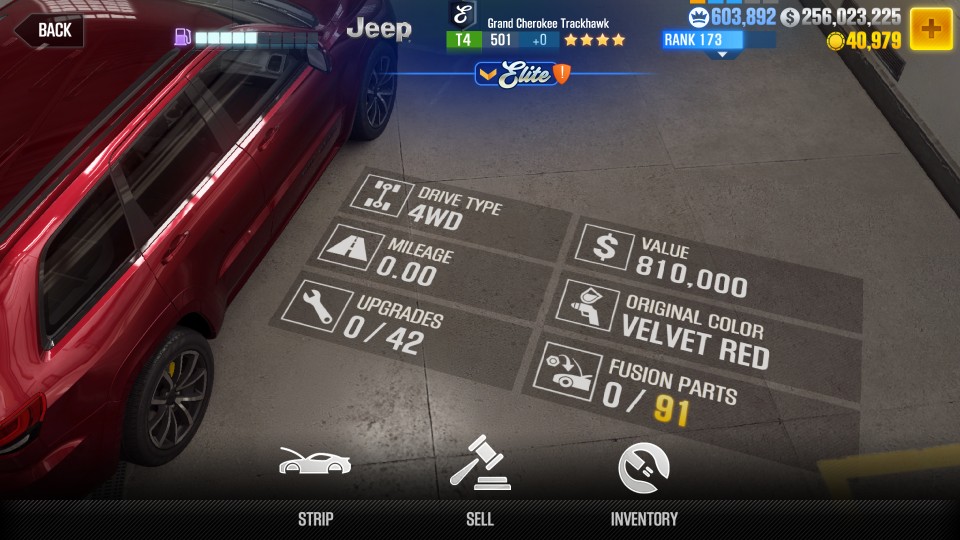 BACK
Jeep
Grand Cherokee Trackhawk
T4 501 +0
603,892 $ 256,023,225
RANK 173
40,979
Elite
DRIVE TYPE
4WD
MILEAGE
0.00
UPGRADES
0 / 42
$ VALUE
810,000
ORIGINAL COLOR
VELVET RED
FUSION PARTS
0 / 91
STRIP
SELL
INVENTORY